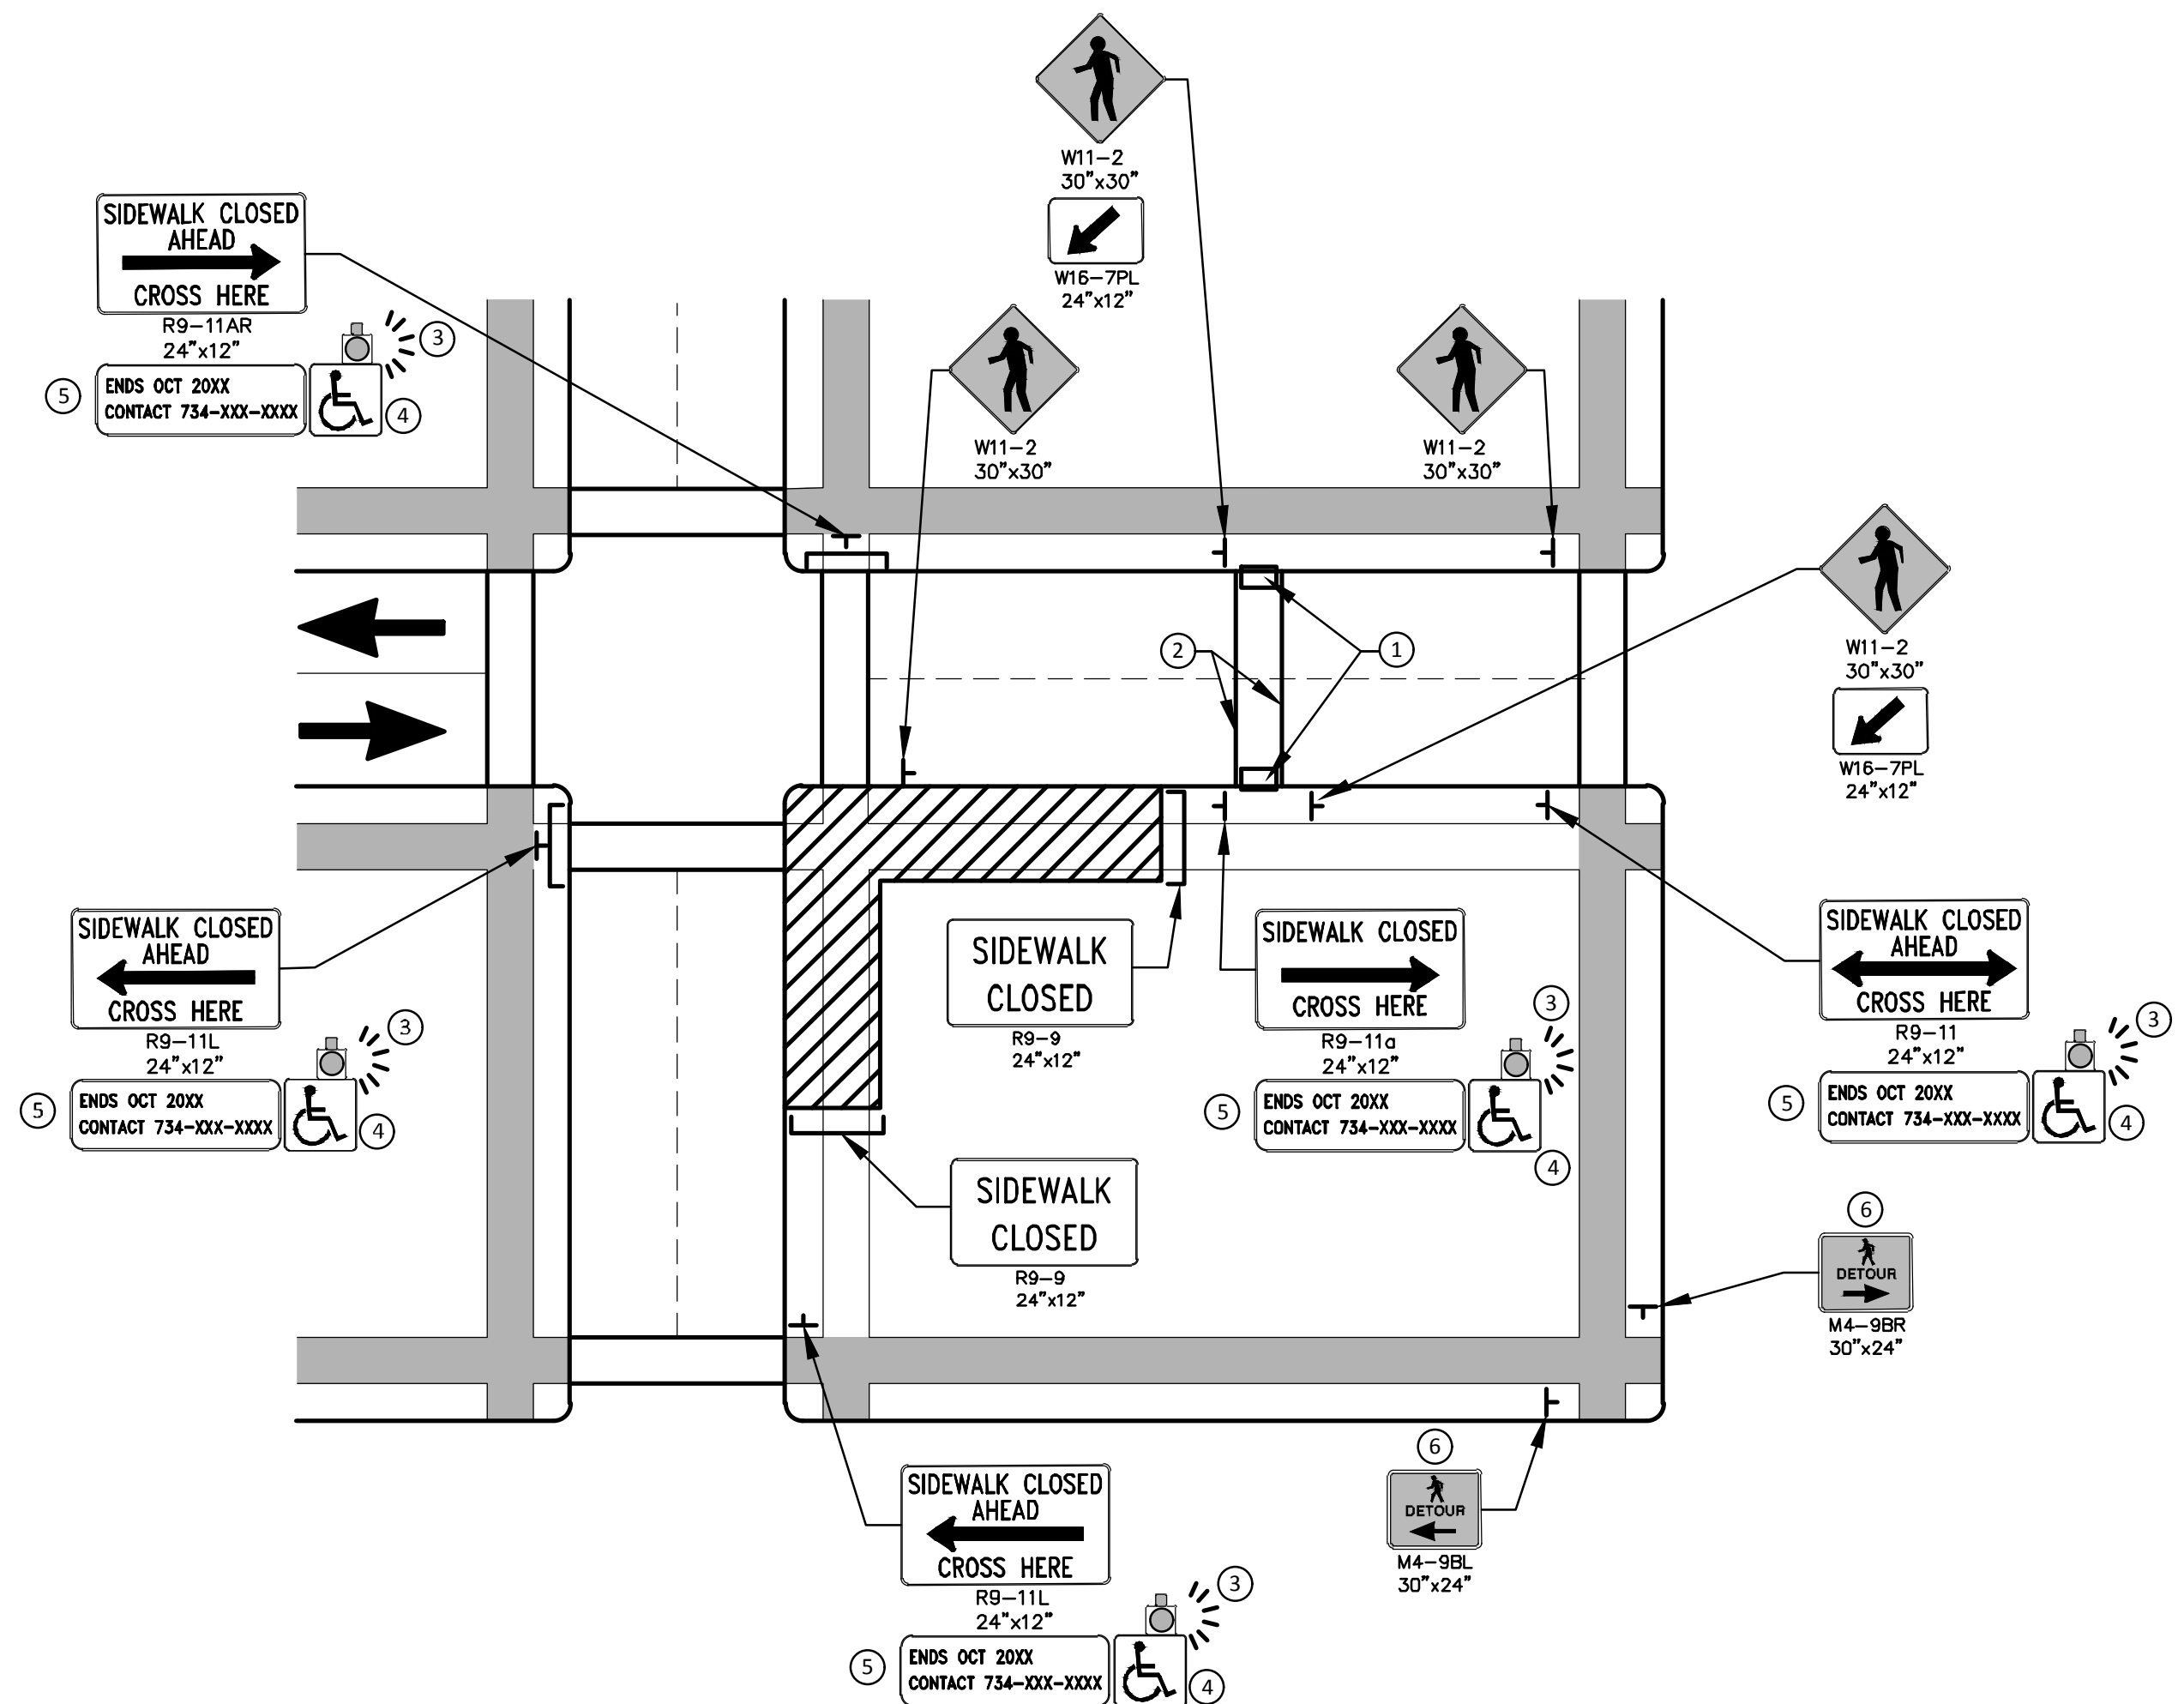 W11-2
30"x30"
W16-7PL
24"x12"
SIDEWALK CLOSED
AHEAD
CROSS HERE
R9-11AR
24"x12"
3
5
ENDS OCT 20XX
CONTACT 734-XXX-XXXX
4
W11-2
30"x30"
W11-2
30"x30"
W11-2
30"x30"
W16-7PL
24"x12"
2
1
SIDEWALK CLOSED
AHEAD
CROSS HERE
R9-11L
24"x12"
3
5
ENDS OCT 20XX
CONTACT 734-XXX-XXXX
4
SIDEWALK
CLOSED
R9-9
24"x12"
SIDEWALK CLOSED
CROSS HERE
R9-11a
24"x12"
3
5
ENDS OCT 20XX
CONTACT 734-XXX-XXXX
4
SIDEWALK CLOSED
AHEAD
CROSS HERE
R9-11
24"x12"
3
5
ENDS OCT 20XX
CONTACT 734-XXX-XXXX
4
SIDEWALK
CLOSED
R9-9
24"x12"
6
DETOUR
M4-9BR
30"x24"
6
DETOUR
M4-9BL
30"x24"
SIDEWALK CLOSED
AHEAD
CROSS HERE
R9-11L
24"x12"
3
5
ENDS OCT 20XX
CONTACT 734-XXX-XXXX
4